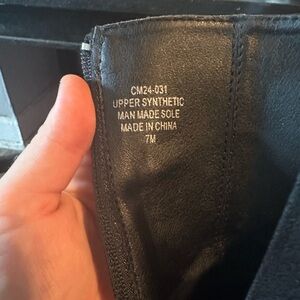 CM24-031
UPPER SYNTHETIC
MAN MADE SOLE
MADE IN CHINA
7M